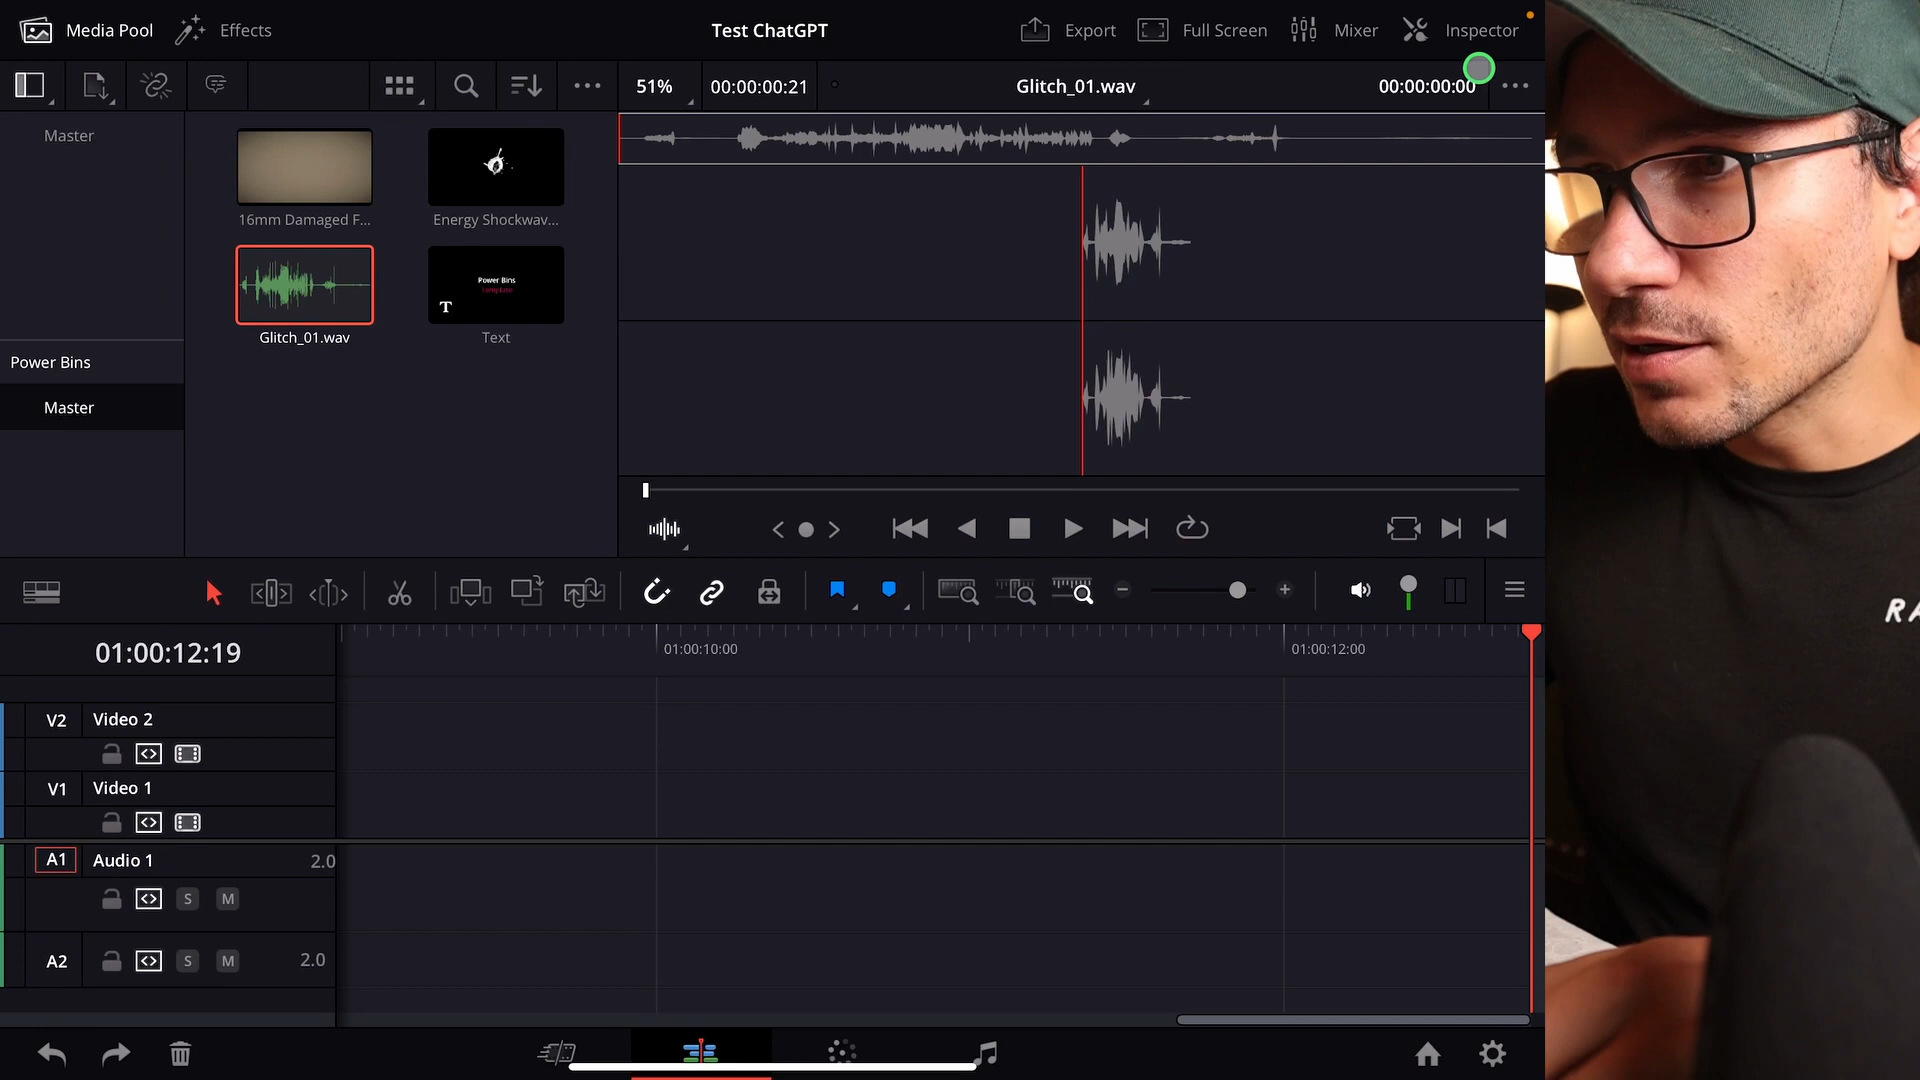 Media Pool
Effects
Test ChatGPT
Export
Full Screen
Mixer
Inspector
51%
00:00:00:21
Glitch_01.wav
00:00:00:00
Master
16mm Damaged F...
Energy Shockwav...
Power Bins
T
Glitch_01.wav
Text
Power Bins
Master
01:00:12:19
01:00:10:00
01:00:12:00
V2
Video 2
V1
Video 1
A1
Audio 1
2.0
S
M
A2
S
M
2.0